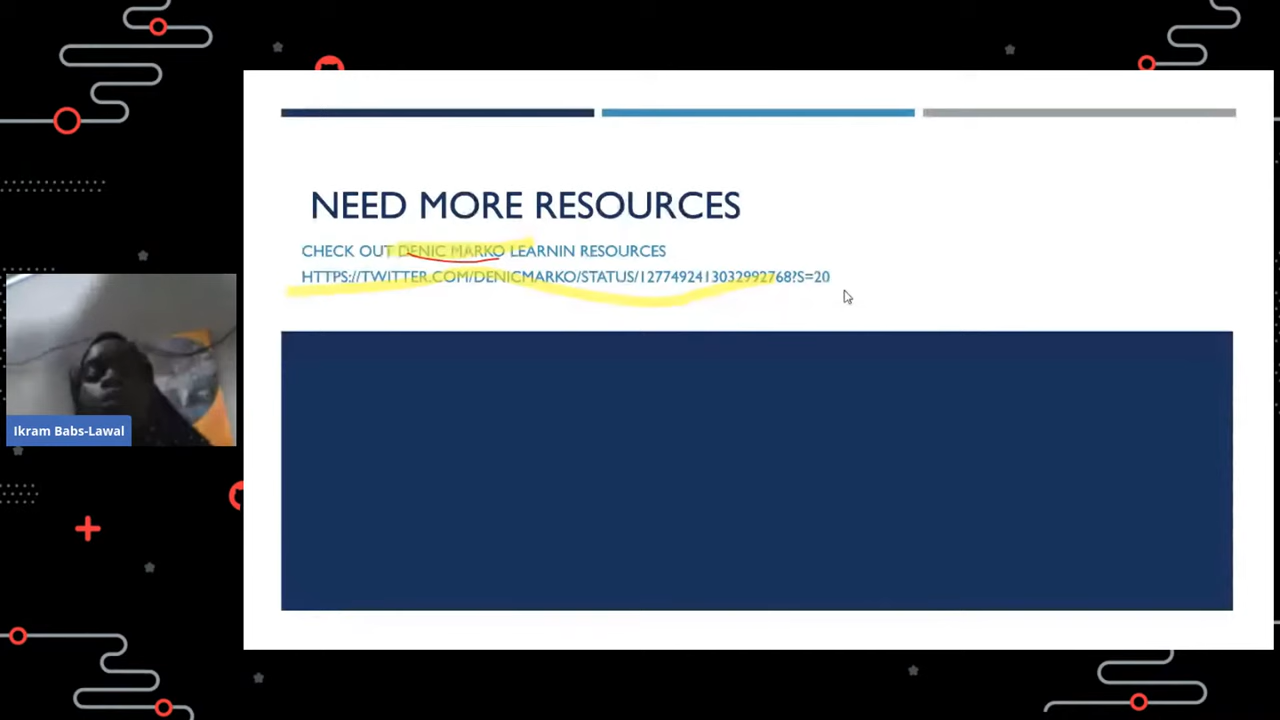 NEED MORE RESOURCES
CHECK OUT DENIC MARKO LEARNIN RESOURCES
HTTPS://TWITTER.COM/DENICMARKO/STATUS/1277492413032992768?S=20
Ikram Babs-Lawal